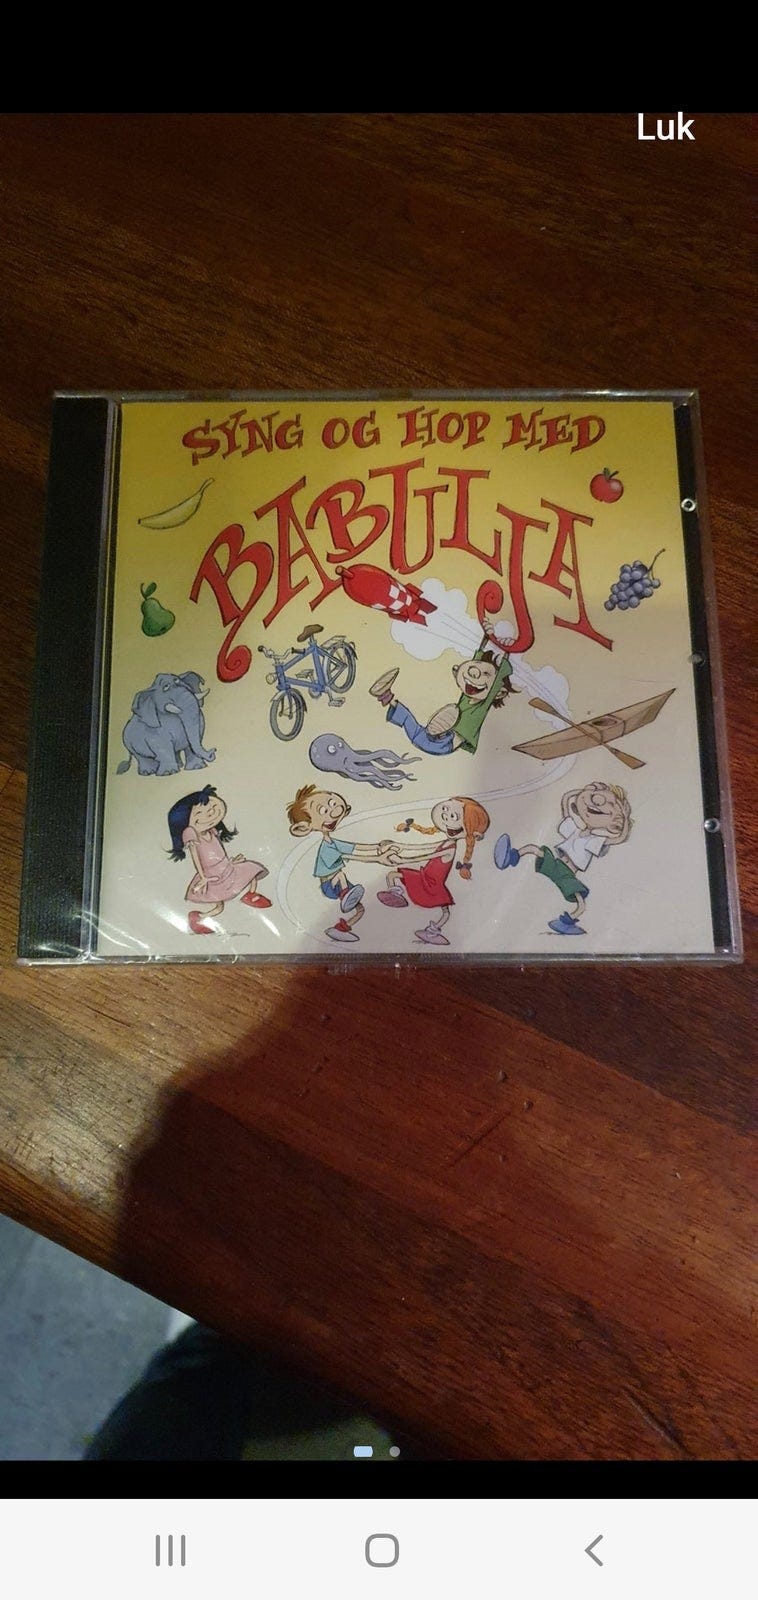 Luk
SYNG OG HOP MED
BABULJA